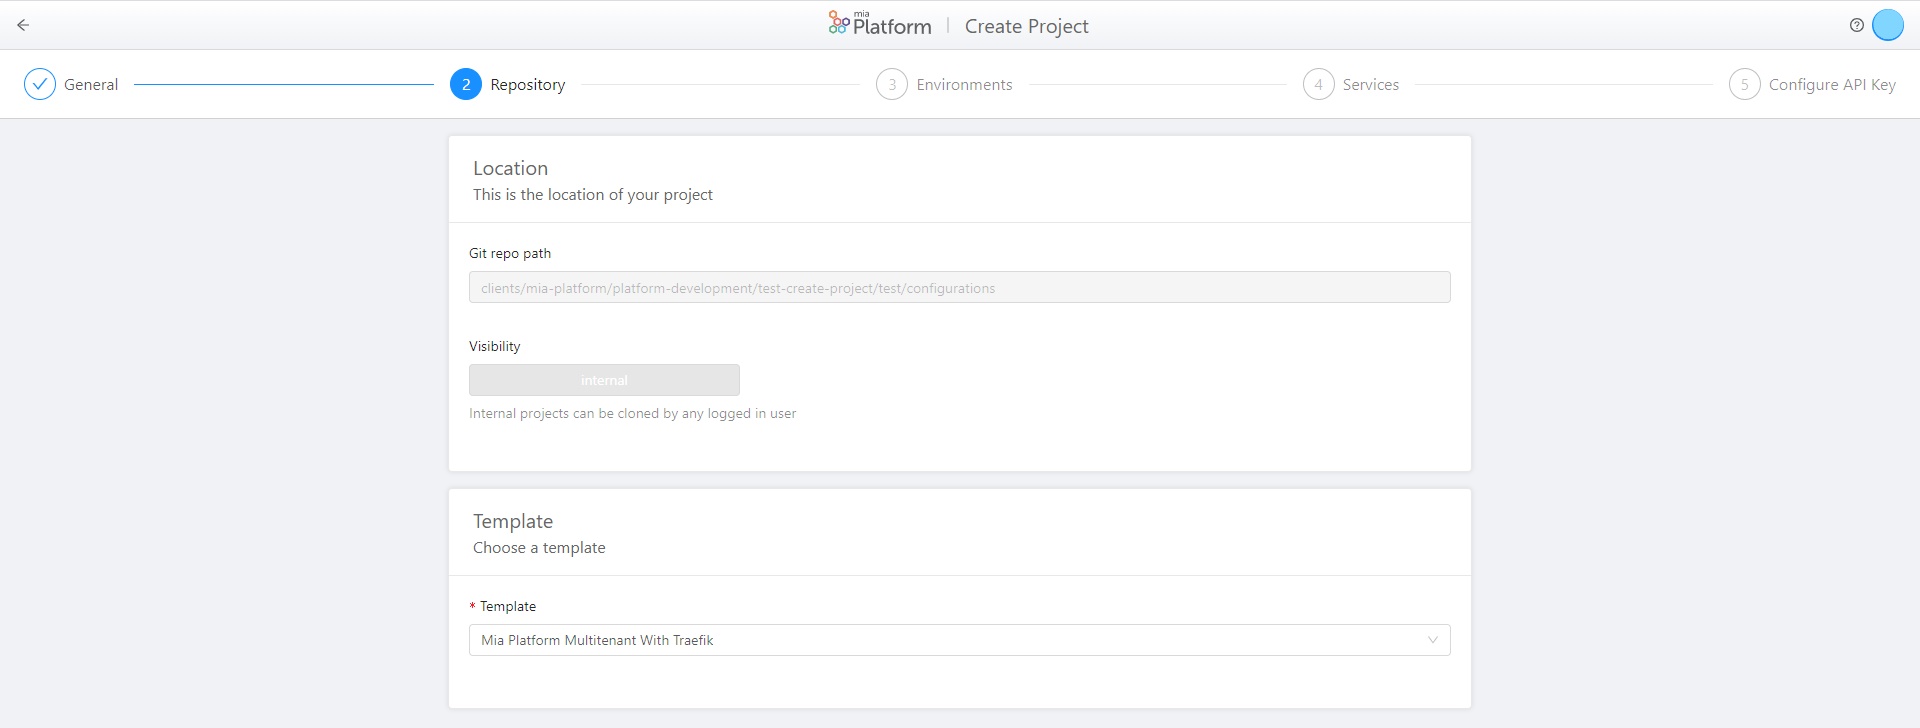 mia
Platform | Create Project
General
2 Repository
3 Environments
4 Services
5 Configure API Key
Location
This is the location of your project
Git repo path
clients/mia-platform/platform-development/test-create-project/test/configurations
Visibility
internal
Internal projects can be cloned by any logged in user
Template
Choose a template
* Template
Mia Platform Multitenant With Traefik